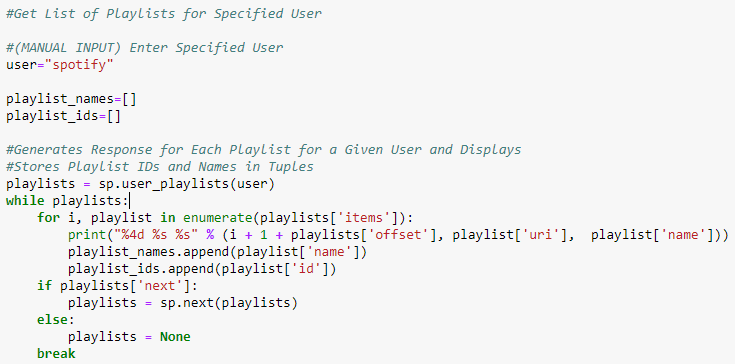 #Get List of Playlists for Specified User

#(MANUAL INPUT) Enter Specified User
user="spotify"

playlist_names=[]
playlist_ids=[]

#Generates Response for Each Playlist for a Given User and Displays
#Stores Playlist IDs and Names in Tuples
playlists = sp.user_playlists(user)
while playlists:
    for i, playlist in enumerate(playlists['items']):
        print("%4d %s %s" % (i + 1 + playlists['offset'], playlist['uri'],  playlist['name']))
        playlist_names.append(playlist['name'])
        playlist_ids.append(playlist['id'])
    if playlists['next']:
        playlists = sp.next(playlists)
    else:
        playlists = None
    break